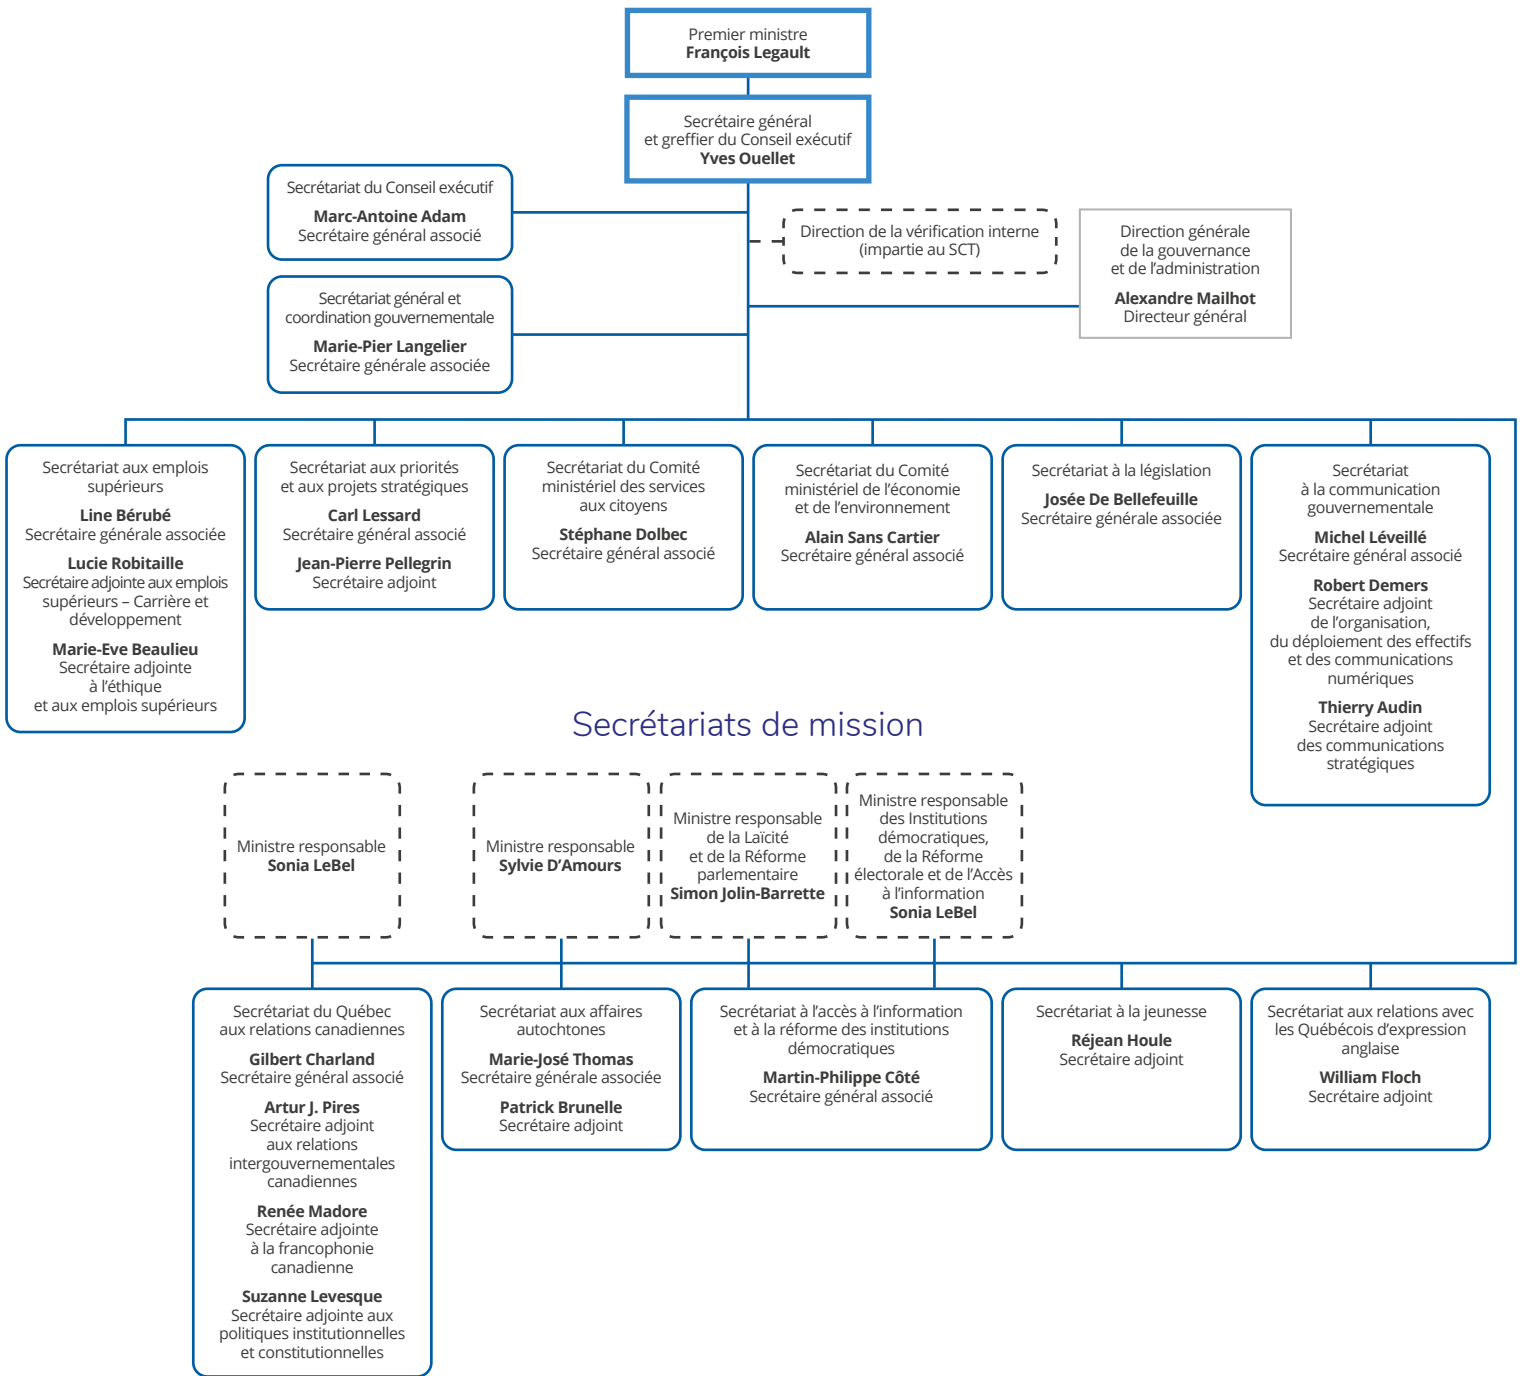 Premier ministre
François Legault
Secrétaire général
et greffier du Conseil exécutif
Yves Ouellet
Secrétariat du Conseil exécutif
Marc-Antoine Adam
Secrétaire général associé
Direction de la vérification interne
(impartie au SCT)
Direction générale
de la gouvernance
et de l’administration
Alexandre Mailhot
Directeur général
Secrétariat général et
coordination gouvernementale
Marie-Pier Langelier
Secrétaire générale associée
Secrétariat aux emplois
supérieurs
Line Bérubé
Secrétaire générale associée
Lucie Robitaille
Secrétaire adjointe aux emplois
supérieurs – Carrière et
développement
Marie-Eve Beaulieu
Secrétaire adjointe
à l’éthique
et aux emplois supérieurs
Secrétariat aux priorités
et aux projets stratégiques
Carl Lessard
Secrétaire général associé
Jean-Pierre Pellegrin
Secrétaire adjoint
Secrétariat du Comité
ministériel des services
aux citoyens
Stéphane Dolbec
Secrétaire général associé
Secrétariat du Comité
ministériel de l’économie
et de l’environnement
Alain Sans Cartier
Secrétaire général associé
Secrétariat à la législation
Josée De Bellefeuille
Secrétaire générale associée
Secrétariat
à la communication
gouvernementale
Michel Léveillé
Secrétaire général associé
Robert Demers
Secrétaire adjoint
de l’organisation,
du déploiement des effectifs
et des communications
numériques
Thierry Audin
Secrétaire adjoint
des communications
stratégiques
Secrétariats de mission
Ministre responsable
Sonia LeBel
Ministre responsable
Sylvie D’Amours
Ministre responsable
de la Laïcité
et de la Réforme
parlementaire
Simon Jolin-Barrette
Ministre responsable
des Institutions
démocratiques,
de la Réforme
électorale et de l’Accès
à l’information
Sonia LeBel
Secrétariat du Québec
aux relations canadiennes
Gilbert Charland
Secrétaire général associé
Artur J. Pires
Secrétaire adjoint
aux relations
intergouvernementales
canadiennes
Renée Madore
Secrétaire adjointe
à la francophonie
canadienne
Suzanne Levesque
Secrétaire adjointe aux
politiques institutionnelles
et constitutionnelles
Secrétariat aux affaires
autochtones
Marie-José Thomas
Secrétaire générale associée
Patrick Brunelle
Secrétaire adjoint
Secrétariat à l’accès à l’information
et à la réforme des institutions
démocratiques
Martin-Philippe Côté
Secrétaire général associé
Secrétariat à la jeunesse
Réjean Houle
Secrétaire adjoint
Secrétariat aux relations avec
les Québécois d’expression
anglaise
William Floch
Secrétaire adjoint